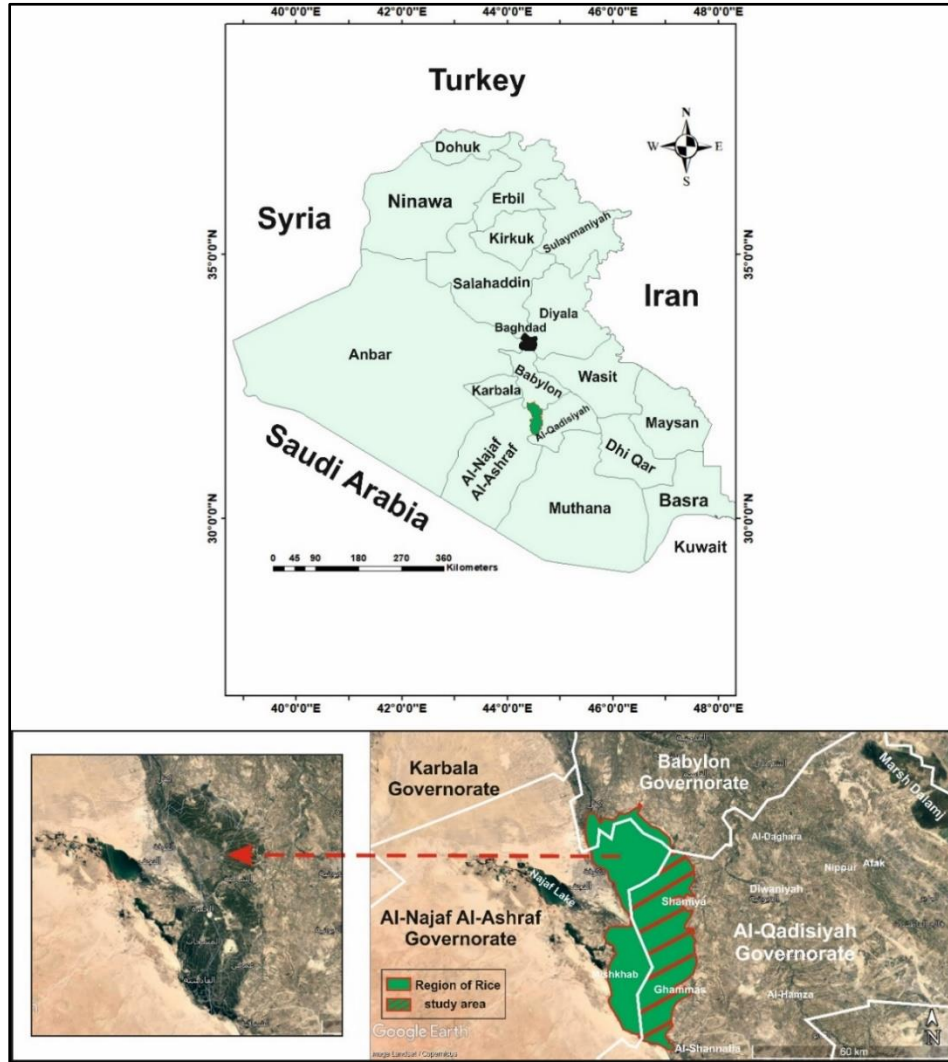 40°0'0"E 42°0'0"E 44°0'0"E 46°0'0"E 48°0'0"E
Turkey
N
W E
S
Dohuk
Ninawa
Erbil
Syria
Kirkuk
Sulaymaniyah
35°0'0"N
35°0'0"N
Salahaddin
Iran
Diyala
Baghdad
Anbar
Babylon
Wasit
Karbala
Maysan
Al-Qadisiyah
Al-Najaf
Al-Ashraf
Dhi Qar
Saudi Arabia
Muthana
Basra
30°0'0"N
30°0'0"N
Kuwait
0 45 90 180 270 360
Kilometers
40°0'0"E 42°0'0"E 44°0'0"E 46°0'0"E 48°0'0"E
Karbala
Governorate
Babylon
Governorate
Marsh Dalamj
Al-Daghara
Nippur
Afak
Najaf Lake
Diwaniyah
Shamiya
Al-Najaf Al-Ashraf
Governorate
Al-Qadisiyah
Governorate
Region of Rice
study area
Ghammas
Al-Hamza
Google Earth
Image Landsat / Copernicus
Al-Shannafia
60 km
N